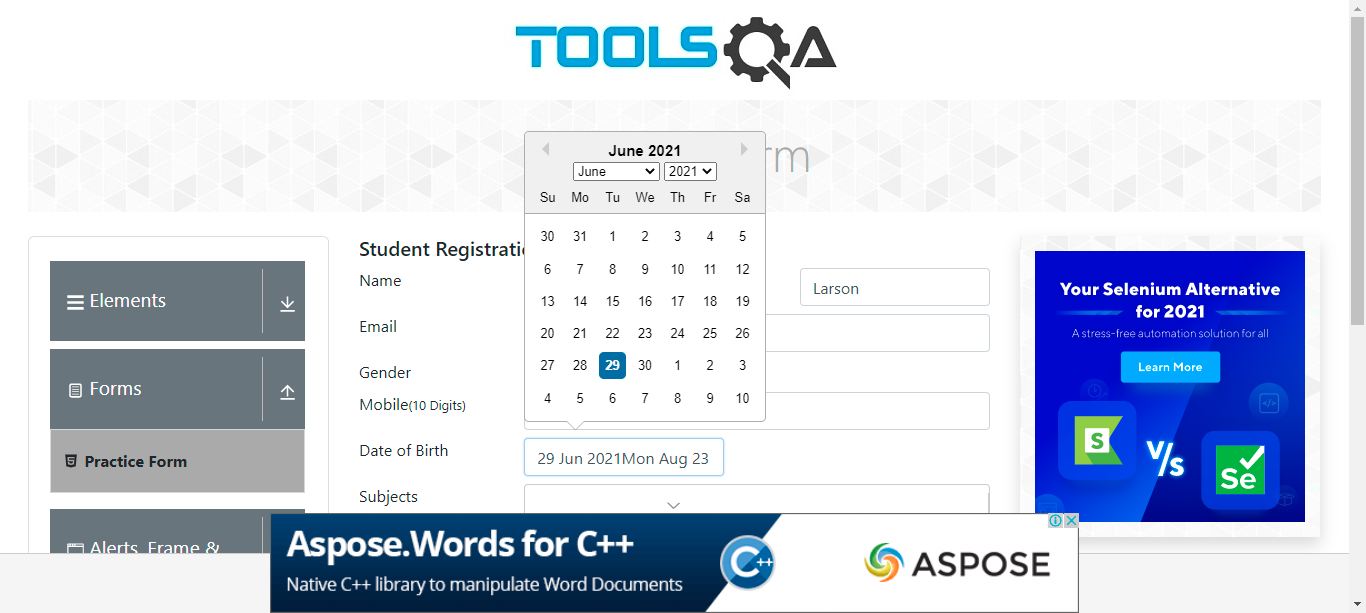 TOOLSQA
rm
June 2021
June 2021
Su Mo Tu We Th Fr Sa
30 31 1 2 3 4 5
6 7 8 9 10 11 12
13 14 15 16 17 18 19
20 21 22 23 24 25 26
27 28 29 30 1 2 3
4 5 6 7 8 9 10
Elements
Forms
Practice Form
Alerts, Frame &
Student Registrati
Name
Larson
Email
Gender
Mobile(10 Digits)
Date of Birth
29 Jun 2021Mon Aug 23
Subjects
Your Selenium Alternative
for 2021
A stress-free automation solution for all
Learn More
S
V/s
Se
Aspose.Words for C++
Native C++ library to manipulate Word Documents
C++
ASPOSE